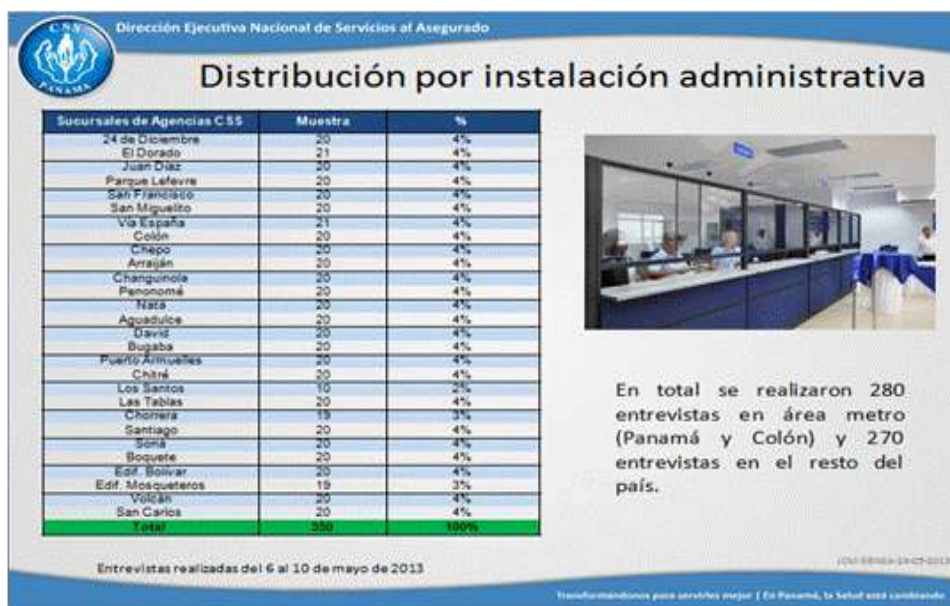 CSS
PANAMÁ
Dirección Ejecutiva Nacional de Servicios al Asegurado
Distribución por instalación administrativa
Sucursales de Agencias CSS Muestra %
24 de Diciembre 20 4%
El Dorado 21 4%
Juan Díaz 20 4%
Parque Lefevre 20 4%
San Francisco 20 4%
San Miguelito 20 4%
Vía España 21 4%
Colón 20 4%
Chepo 20 4%
Arraiján 20 4%
Changuinola 20 4%
Penonomé 20 4%
Natá 20 4%
Aguadulce 20 4%
David 20 4%
Bugaba 20 4%
Puerto Armuelles 20 4%
Chitré 20 4%
Los Santos 10 2%
Las Tablas 20 4%
Chorrera 19 3%
Santiago 20 4%
Soná 20 4%
Boquete 20 4%
Edif. Bolívar 20 4%
Edif. Mosqueteros 19 3%
Volcán 20 4%
San Carlos 20 4%
Total 550 100%
En total se realizaron 280
entrevistas en área metro
(Panamá y Colón) y 270
entrevistas en el resto del
país.
Entrevistas realizadas del 6 al 10 de mayo de 2013
Transformándonos para servirles mejor | En Panamá, la Salud está cambiando